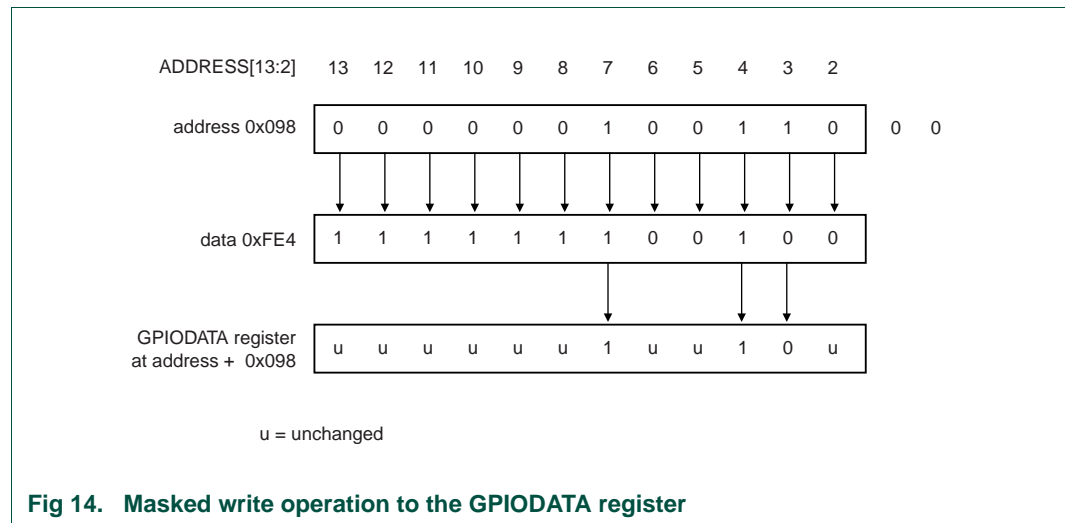 ADDRESS[13:2] 13 12 11 10 9 8 7 6 5 4 3 2
address 0x098 0 0 0 0 0 0 1 0 0 1 1 0 0 0
data 0xFE4 1 1 1 1 1 1 1 0 0 1 0 0
GPIODATA register
at address + 0x098
u u u u u u 1 u u 1 0 u
u = unchanged
Fig 14. Masked write operation to the GPIODATA register